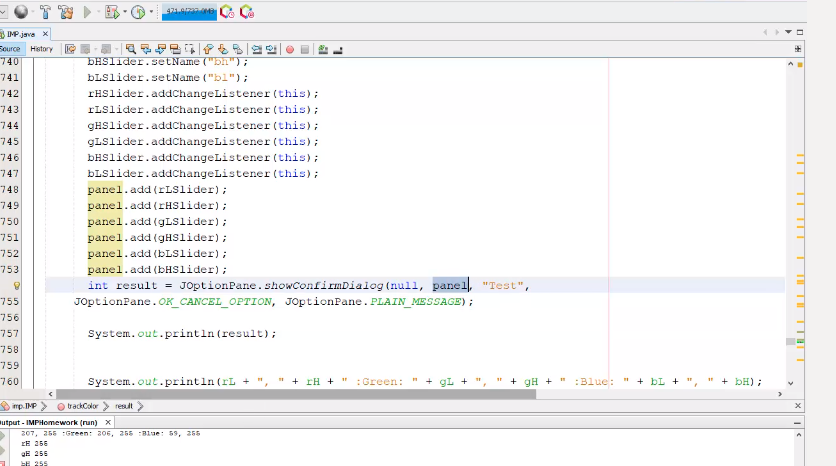 471.9/737.0MB
IMP.java
Source History
740 bHSlider.setName("bh");
741 bLSlider.setName("bl");
742 rHSlider.addChangeListener(this);
743 rLSlider.addChangeListener(this);
744 gHSlider.addChangeListener(this);
745 gLSlider.addChangeListener(this);
746 bHSlider.addChangeListener(this);
747 bLSlider.addChangeListener(this);
748 panel.add(rLSlider);
749 panel.add(rHSlider);
750 panel.add(gLSlider);
751 panel.add(gHSlider);
752 panel.add(bLSlider);
753 panel.add(bHSlider);
int result = JOptionPane.showConfirmDialog(null, panel, "Test",
755 JOptionPane.OK_CANCEL_OPTION, JOptionPane.PLAIN_MESSAGE);
756
757 System.out.println(result);
758
759
760 System.out.println(rL + ", " + rH + " :Green: " + gL + ", " + gH + " :Blue: " + bL + ", " + bH);
imp.IMP trackColor result
Output - IMPHomework (run)
207, 255 :Green: 206, 255 :Blue: 59, 255
rH 255
gH 255
bH 255